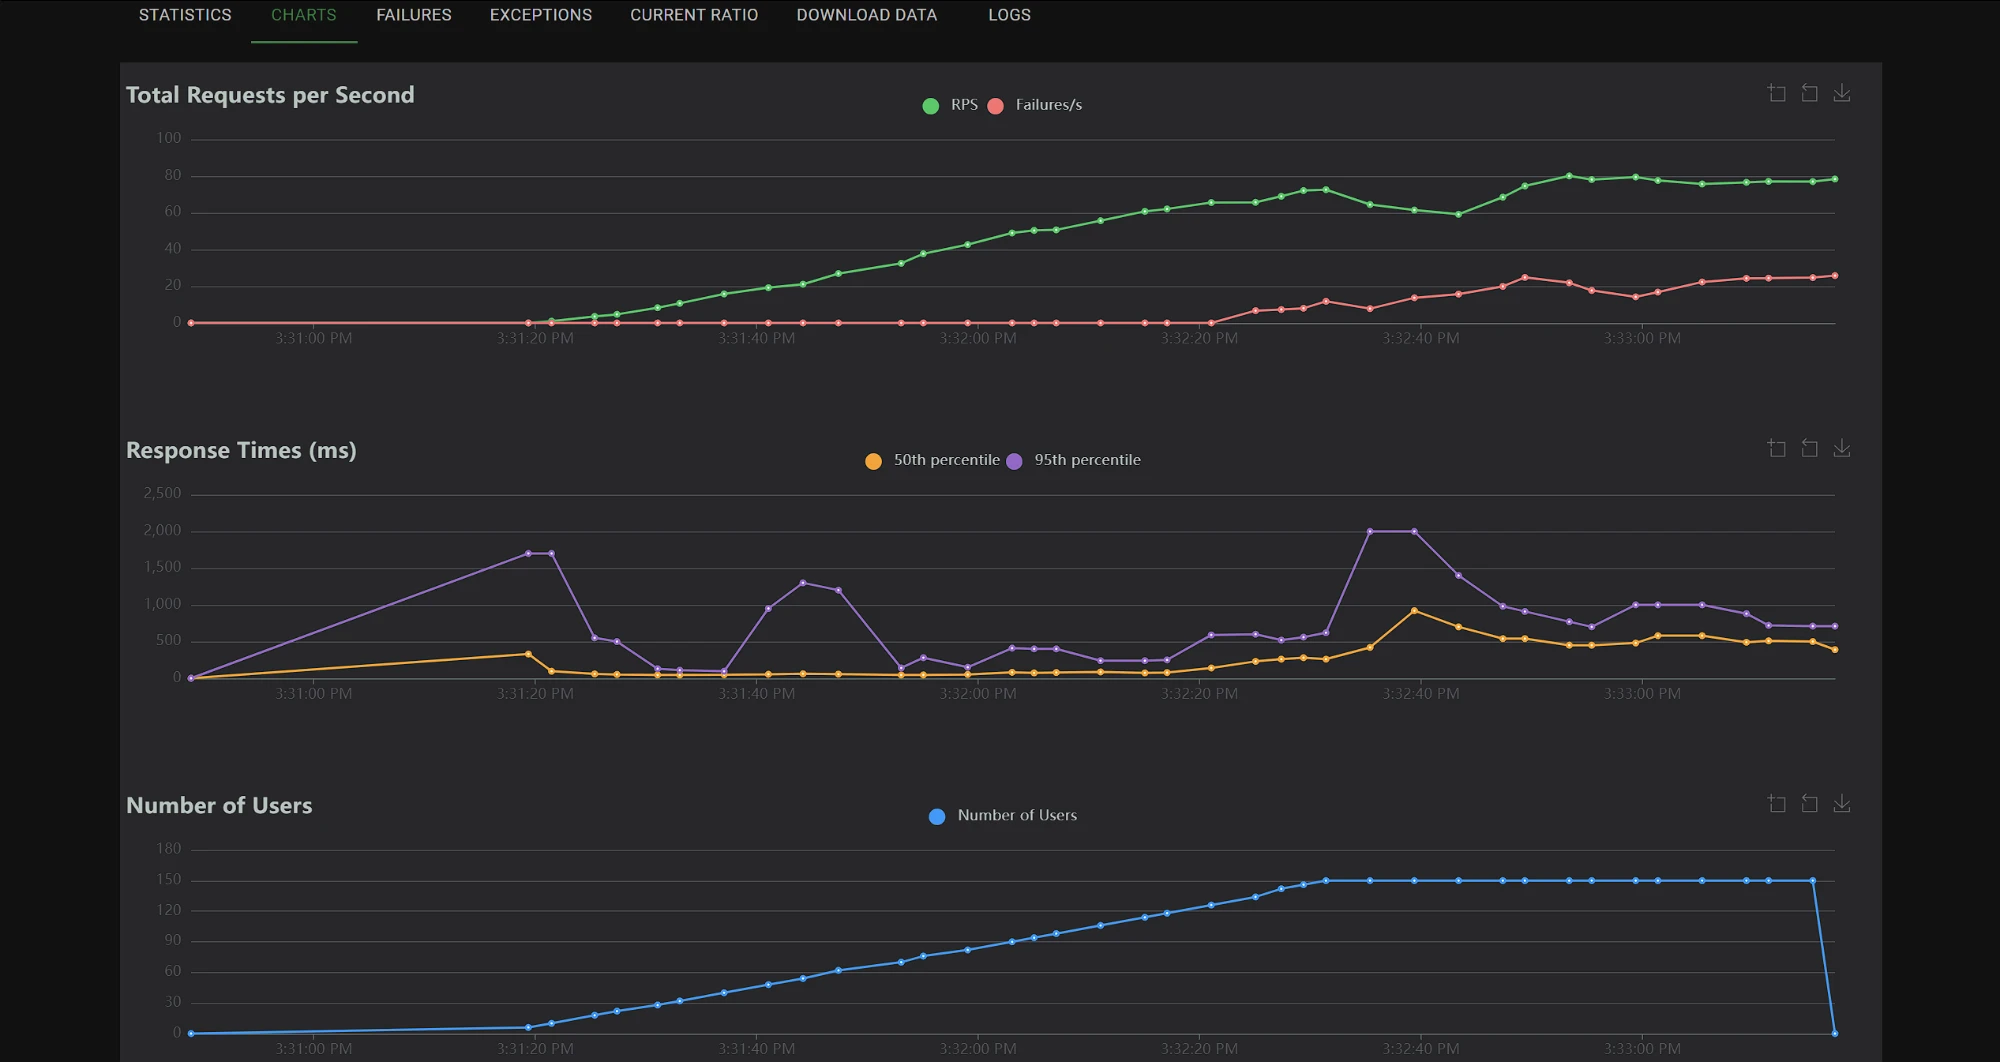 STATISTICS CHARTS FAILURES EXCEPTIONS CURRENT RATIO DOWNLOAD DATA LOGS
Total Requests per Second
RPS Failures/s
100
80
60
40
20
0
3:31:00 PM 3:31:20 PM 3:31:40 PM 3:32:00 PM 3:32:20 PM 3:32:40 PM 3:33:00 PM
Response Times (ms)
50th percentile 95th percentile
2,500
2,000
1,500
1,000
500
0
3:31:00 PM 3:31:20 PM 3:31:40 PM 3:32:00 PM 3:32:20 PM 3:32:40 PM 3:33:00 PM
Number of Users
Number of Users
180
150
120
90
60
30
0
3:31:00 PM 3:31:20 PM 3:31:40 PM 3:32:00 PM 3:32:20 PM 3:32:40 PM 3:33:00 PM